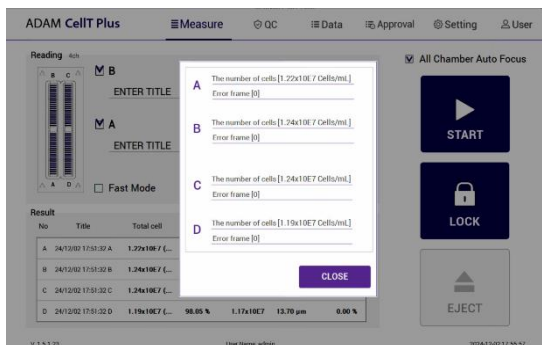 ADAM CellT Plus
Measure
QC
Data
Approval
Setting
User
Reading 4ch
B C
B
ENTER TITLE
A
ENTER TITLE
A D
Fast Mode
All Chamber Auto Focus
START
LOCK
EJECT
A
The number of cells [1.22x10E7 Cells/mL]
Error frame [0]
B
The number of cells [1.24x10E7 Cells/mL]
Error frame [0]
C
The number of cells [1.24x10E7 Cells/mL]
Error frame [0]
D
The number of cells [1.19x10E7 Cells/mL]
Error frame [0]
CLOSE
Result
No Title Total cell
A 24/12/02 17:51:32 A 1.22x10E7 (...
B 24/12/02 17:51:32 B 1.24x10E7 (...
C 24/12/02 17:51:32 C 1.24x10E7 (...
D 24/12/02 17:51:32 D 1.19x10E7 (... 98.05 % 1.17x10E7 13.70 μm 0.00 %